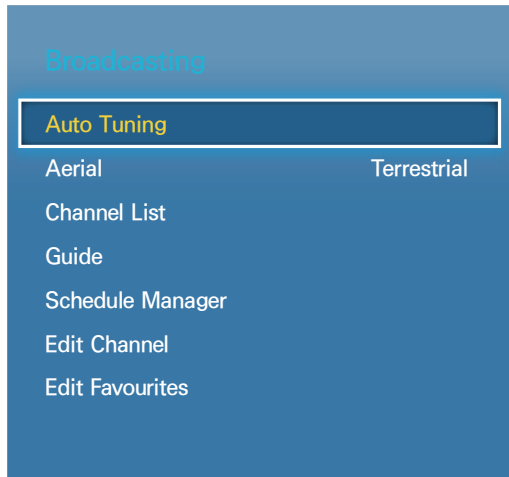 Broadcasting
Auto Tuning
Aerial Terrestrial
Channel List
Guide
Schedule Manager
Edit Channel
Edit Favourites